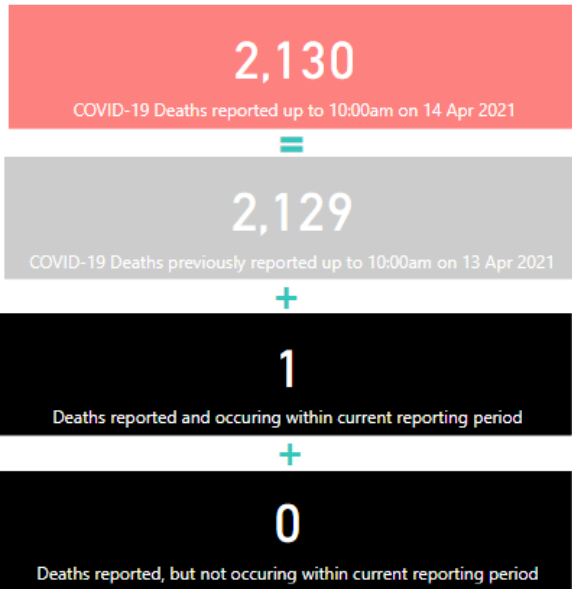 2,130
COVID-19 Deaths reported up to 10:00am on 14 Apr 2021
=
2,129
COVID-19 Deaths previously reported up to 10:00am on 13 Apr 2021
+
1
Deaths reported and occuring within current reporting period
+
0
Deaths reported, but not occuring within current reporting period